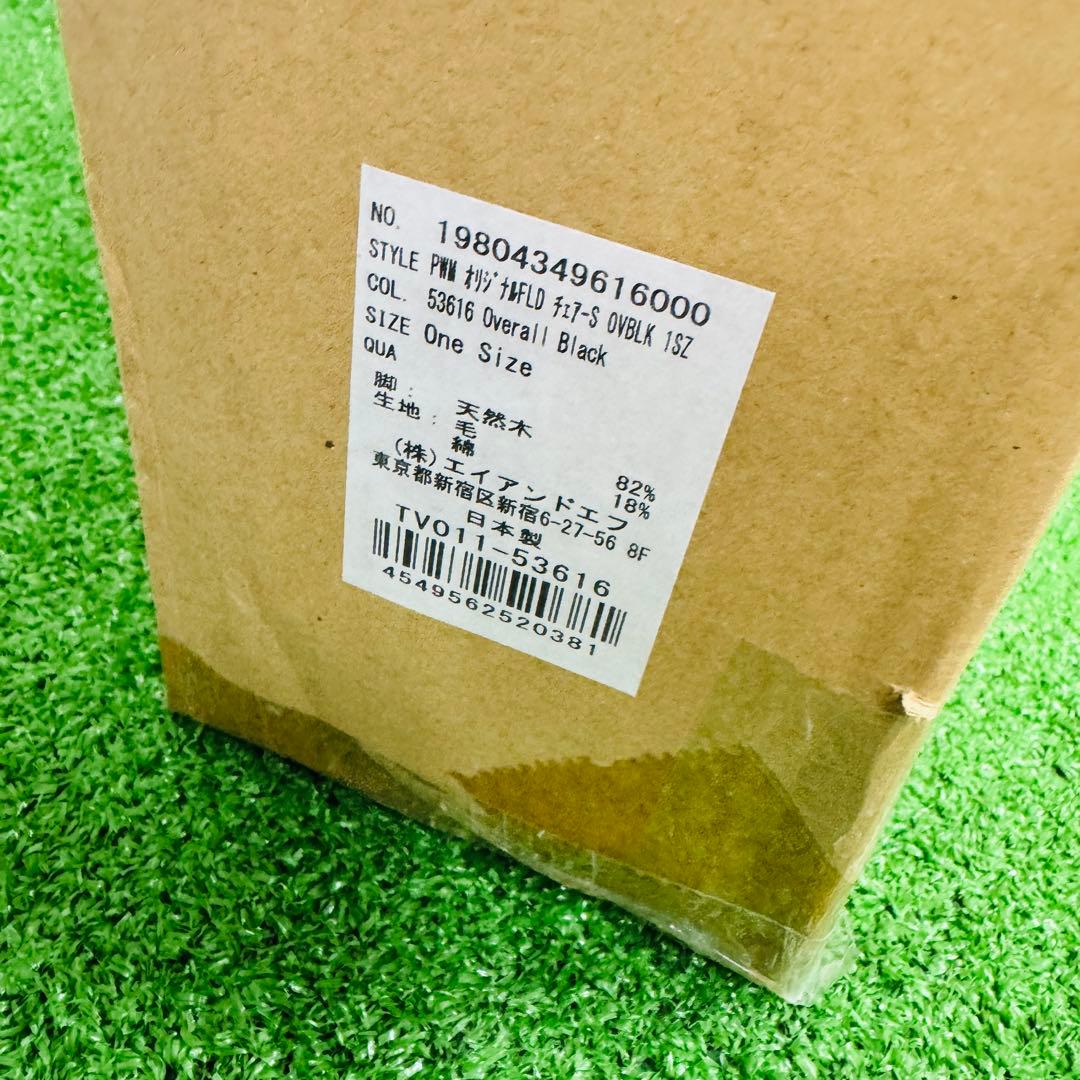 NO. 19804349616000
STYLE PWM ｵﾘｼﾞﾅﾙFLD ﾁｪｱｰS OVBLK 1SZ
COL. 53616 Overall Black
SIZE One Size
QUA
脚： 天然木
生地： 毛 82%
綿 18%
(株)エイアンドエフ
東京都新宿区新宿6-27-56 8F
日本製
TV011-53616
4549562520381